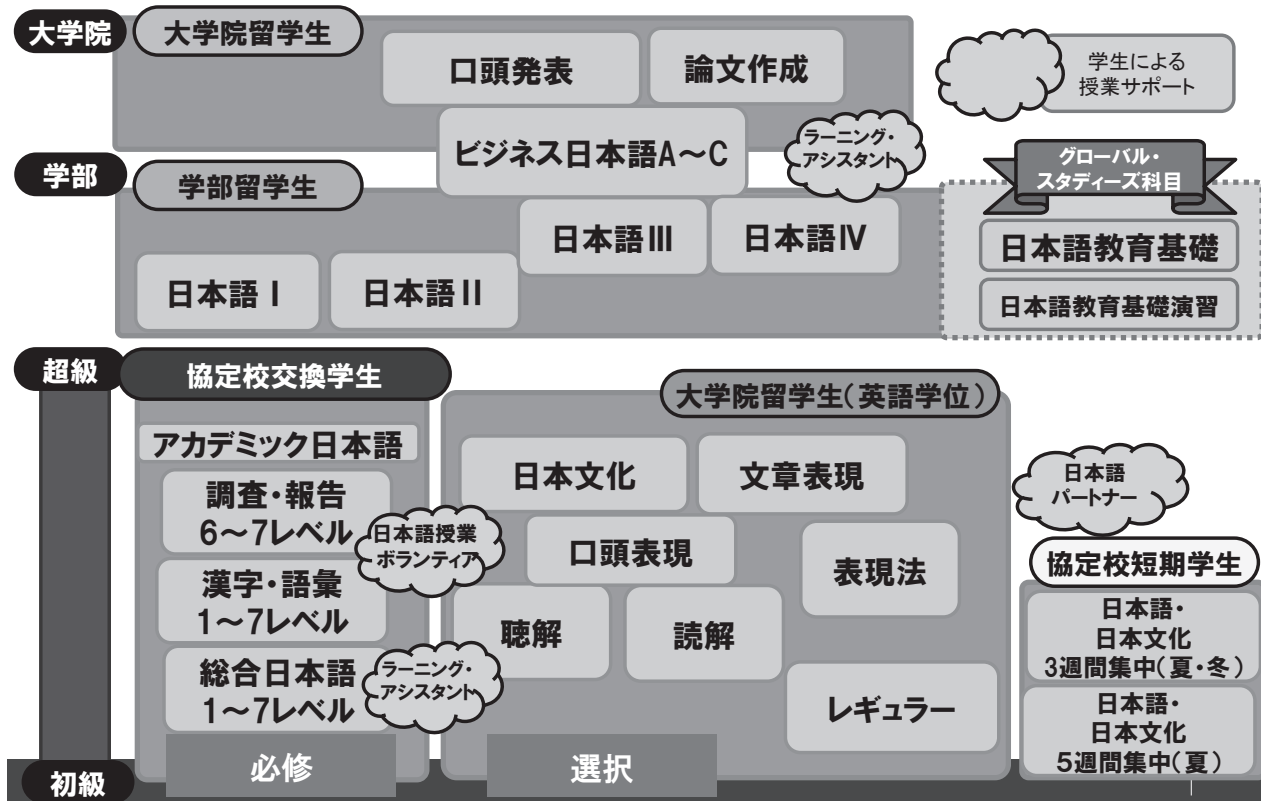 大学院
大学院留学生
口頭発表
論文作成
学生による
授業サポート
ビジネス日本語A～C
ラーニング・
アシスタント
グローバル・
スタディーズ科目
学部
学部留学生
日本語Ⅲ
日本語Ⅳ
日本語教育基礎
日本語Ⅰ
日本語Ⅱ
日本語教育基礎演習
超級
協定校交換学生
大学院留学生(英語学位)
アカデミック日本語
調査・報告
6～7レベル
日本語授業
ボランティア
漢字・語彙
1～7レベル
総合日本語
1～7レベル
ラーニング・
アシスタント
必修
日本文化
文章表現
口頭表現
表現法
聴解
読解
レギュラー
選択
日本語
パートナー
協定校短期学生
日本語・
日本文化
3週間集中(夏・冬)
日本語・
日本文化
5週間集中(夏)
初級